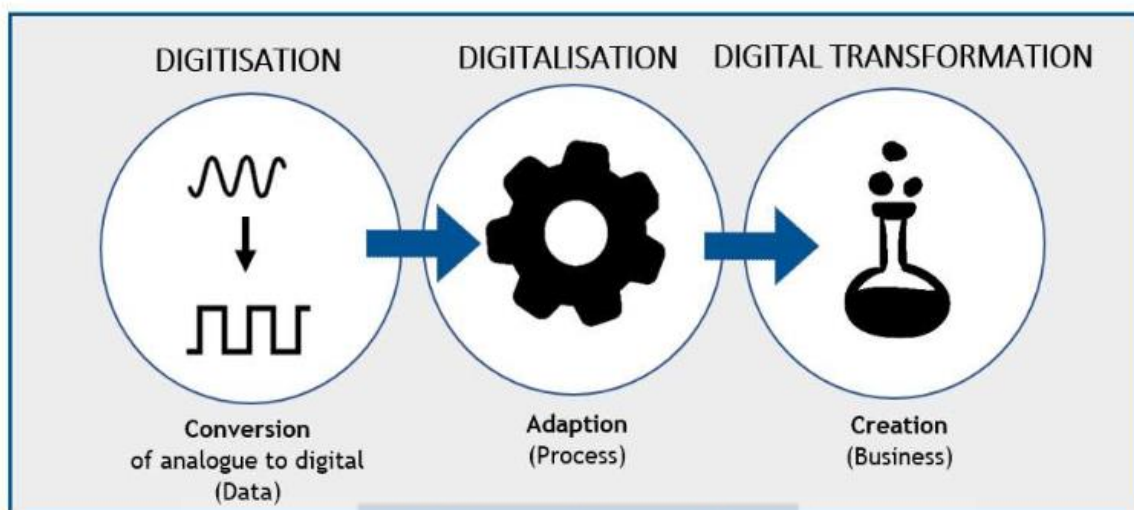 DIGITISATION
DIGITALISATION
DIGITAL TRANSFORMATION
Conversion
of analogue to digital
(Data)
Adaption
(Process)
Creation
(Business)